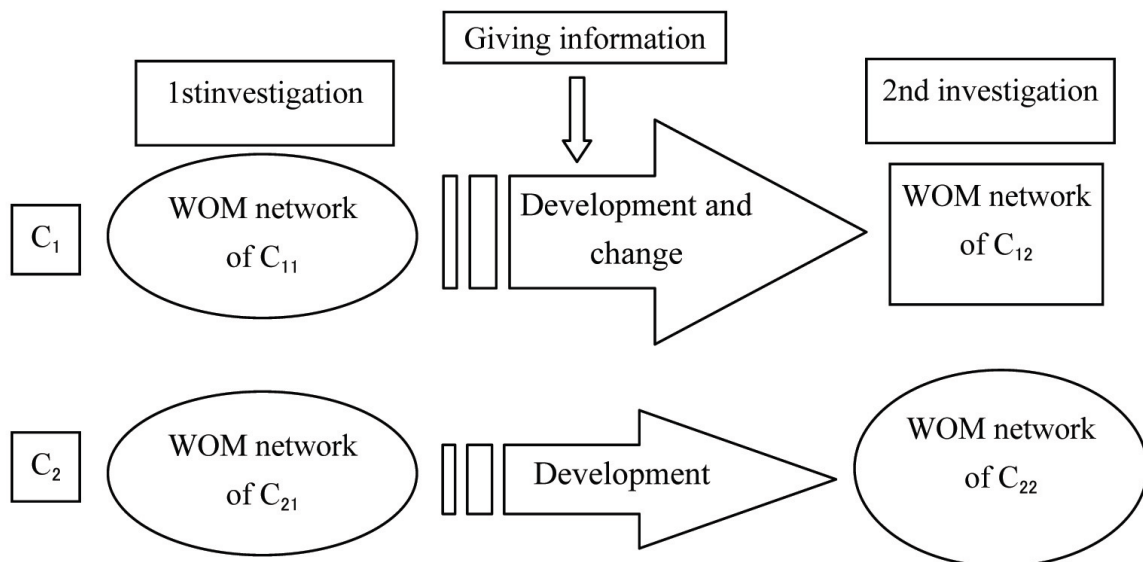 Giving information
1stinvestigation
2nd investigation
C₁
WOM network
of C₁₁
Development and
change
WOM network
of C₁₂
C₂
WOM network
of C₂₁
Development
WOM network
of C₂₂